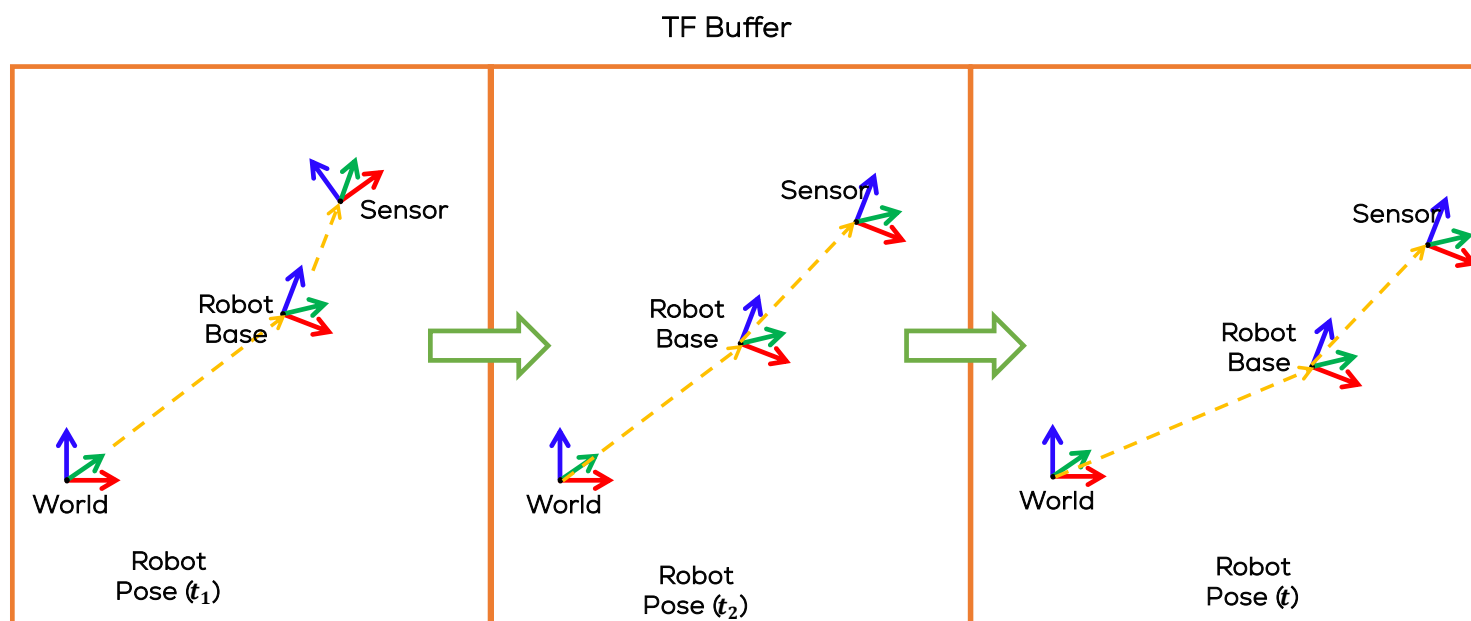 TF Buffer
Sensor
Robot
Base
World
Robot
Pose (t₁)
Sensor
Robot
Base
World
Robot
Pose (t₂)
Sensor
Robot
Base
World
Robot
Pose (t)